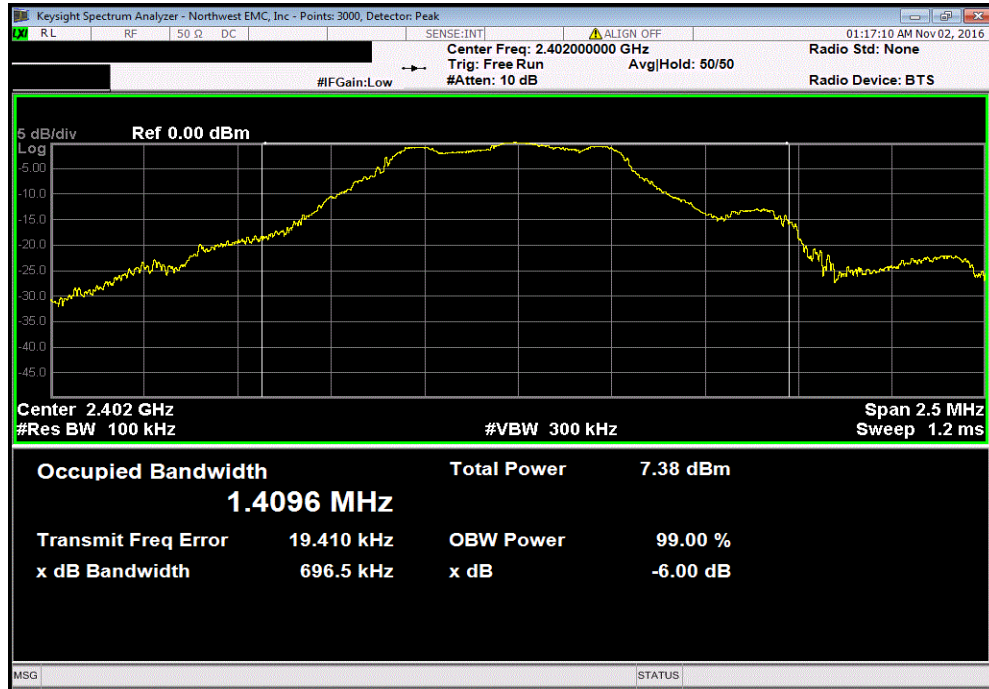 Keysight Spectrum Analyzer - Northwest EMC, Inc - Points: 3000, Detector: Peak
LXI RL RF 50 Ω DC SENSE:INT ALIGN OFF 01:17:10 AM Nov 02, 2016
Center Freq: 2.402000000 GHz Radio Std: None
Trig: Free Run Avg|Hold: 50/50
#IFGain:Low #Atten: 10 dB Radio Device: BTS
5 dB/div Ref 0.00 dBm
Log
-5.00
-10.0
-15.0
-20.0
-25.0
-30.0
-35.0
-40.0
-45.0
Center 2.402 GHz Span 2.5 MHz
#Res BW 100 kHz #VBW 300 kHz Sweep 1.2 ms
Occupied Bandwidth Total Power 7.38 dBm
1.4096 MHz
Transmit Freq Error 19.410 kHz OBW Power 99.00 %
x dB Bandwidth 696.5 kHz x dB -6.00 dB
MSG STATUS